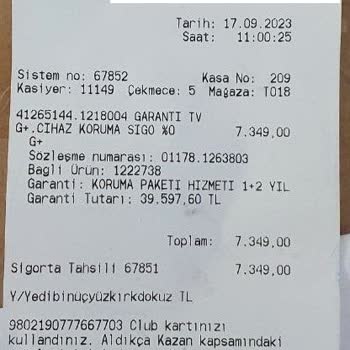 Tarih: 17.09.2023
Saat: 11:00:25
Sistem no: 67852 Kasa No: 209
Kasiyer: 11149 Çekmece: 5 Mağaza: T018
41265144.1218004 GARANTI TV
G+.CIHAZ KORUMA SIGO %0 7.349,00
G+
Sözleşme numarası: 01178.1263803
Bagli Ürün: 1222738
Garanti: KORUMA PAKETI HIZMETI 1+2 YIL
Garanti Tutarı: 39.597,60 TL
Toplam: 7.349,00
Sigorta Tahsili 67851 7.349,00
Y/Yedibinüçyüzkırkdokuz TL
9802190777667703 Club kartınızı
kullandınız. Aldıkça Kazan kapsamındaki